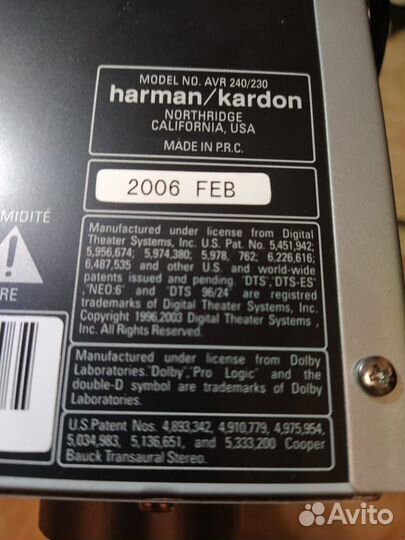 MODEL NO. AVR 240/230
harman/kardon
NORTHRIDGE
CALIFORNIA, USA
MADE IN P.R.C.
2006 FEB
MIDITÉ
RE
Manufactured under license from Digital
Theater Systems, Inc. U.S. Pat. No. 5,451,942;
5,956,674; 5,974,380; 5,978, 762; 6,226,616;
6,487,535 and other U.S. and world-wide
patents issued and pending. "DTS","DTS-ES"
"NEO:6" and "DTS 96/24" are registered
trademarks of Digital Theater Systems, Inc.
Copyright 1996,2003 Digital Theater Systems ,
Inc. All Rights Reserved.
Manufactured under license from Dolby
Laboratories."Dolby","Pro Logic" and the
double-D symbol are trademarks of Dolby
Laboratories.
U.S.Patent Nos. 4,893,342, 4,910,779, 4,975,954,
5,034,983, 5,136,651, and 5,333,200 Cooper
Bauck Transaural Stereo.
Avito